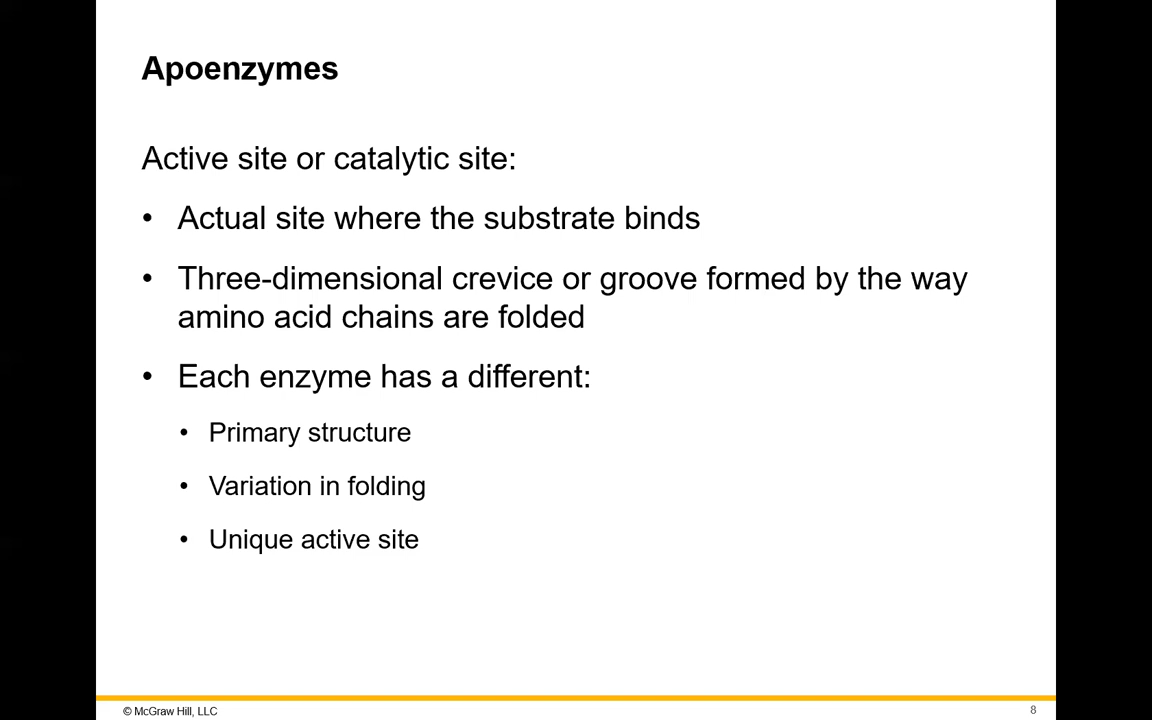 Apoenzymes
Active site or catalytic site:
• Actual site where the substrate binds
• Three-dimensional crevice or groove formed by the way
amino acid chains are folded
• Each enzyme has a different:
• Primary structure
• Variation in folding
• Unique active site
© McGraw Hill, LLC
8